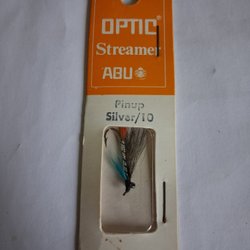 OPTIC
Streamer
ABU
Pinup
Silver/10